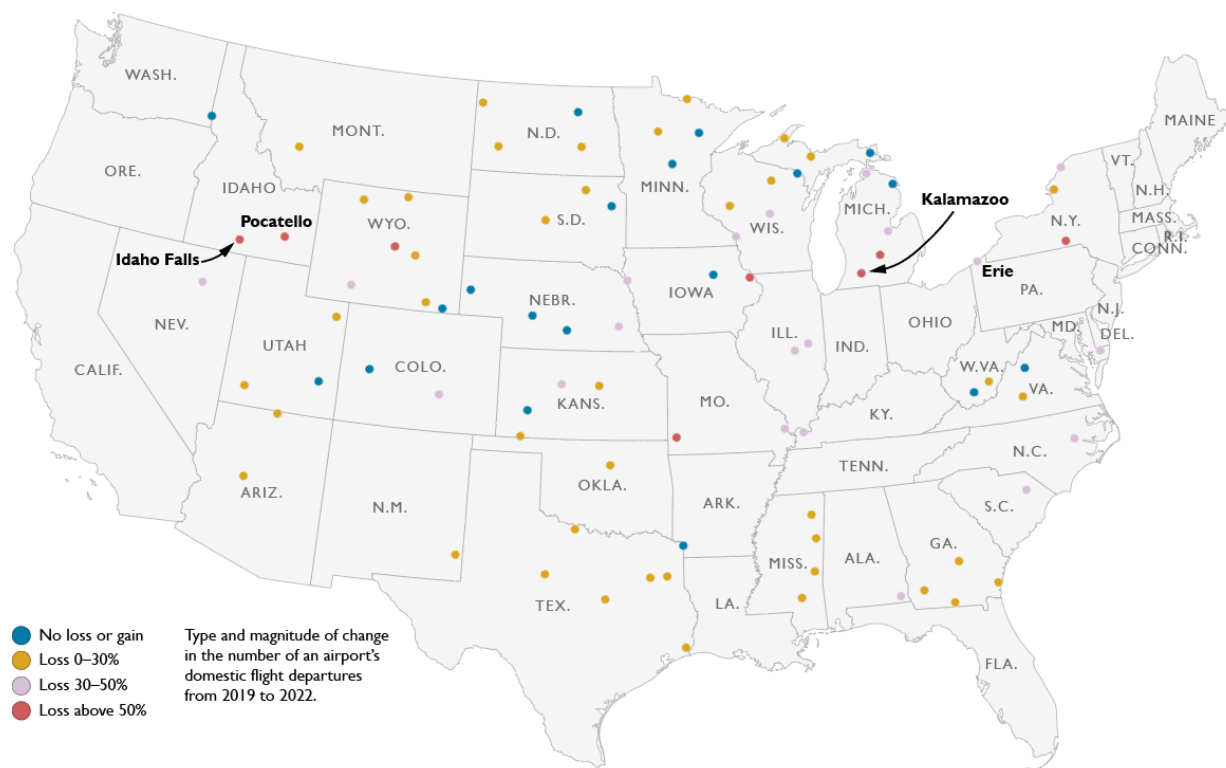 WASH.
MAINE
MONT.
N.D.
VT.
ORE.
MINN.
N.H.
IDAHO
Kalamazoo
Pocatello
WYO.
S.D.
WIS.
MICH.
N.Y.
MASS.
R.I.
CONN.
Idaho Falls
Erie
IOWA
PA.
NEBR.
N.J.
NEV.
OHIO
MD.
DEL.
UTAH
ILL.
IND.
COLO.
W.VA.
CALIF.
KANS.
MO.
VA.
KY.
N.C.
TENN.
OKLA.
ARIZ.
N.M.
ARK.
S.C.
GA.
MISS.
ALA.
TEX.
LA.
FLA.
No loss or gain
Loss 0–30%
Loss 30–50%
Loss above 50%
Type and magnitude of change
in the number of an airport’s
domestic flight departures
from 2019 to 2022.